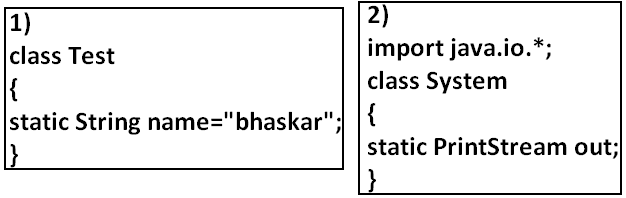 1)
class Test
{
static String name="bhaskar";
}
2)
import java.io.*;
class System
{
static PrintStream out;
}